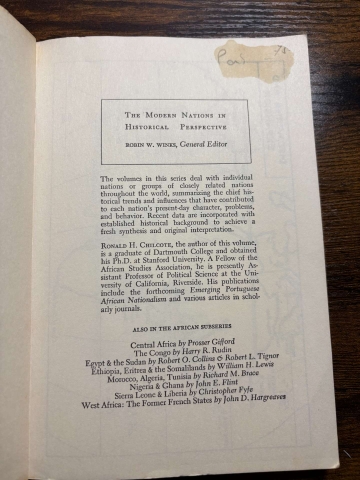 The Modern Nations in
Historical Perspective
ROBIN W. WINKS, General Editor
The volumes in this series deal with individual
nations or groups of closely related nations
throughout the world, summarizing the chief his-
torical trends and influences that have contributed
to each nation's present-day character, problems,
and behavior. Recent data are incorporated with
established historical background to achieve a
fresh synthesis and original interpretation.
RONALD H. CHILCOTE, the author of this volume,
is a graduate of Dartmouth College and obtained
his Ph.D. at Stanford University. A Fellow of the
African Studies Association, he is presently As-
sistant Professor of Political Science at the Uni-
versity of California, Riverside. His publications
include the forthcoming Emerging Portuguese
African Nationalism and various articles in schol-
arly journals.
ALSO IN THE AFRICAN SUBSERIES
Central Africa by Prosser Gifford
The Congo by Harry R. Rudin
Egypt & the Sudan by Robert O. Collins & Robert L. Tignor
Ethiopia, Eritrea & the Somalilands by William H. Lewis
Morocco, Algeria, Tunisia by Richard M. Brace
Nigeria & Ghana by John E. Flint
Sierra Leone & Liberia by Christopher Fyfe
West Africa: The Former French States by John D. Hargreaves